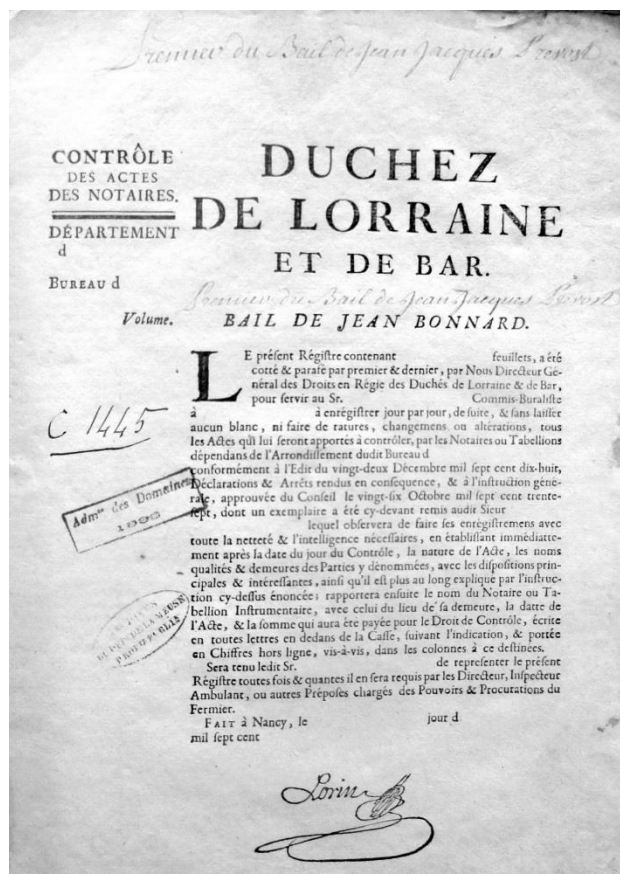 Premier du Bail de Jean Jacques Prevost
CONTRÔLE
DES ACTES
DES NOTAIRES.
DÉPARTEMENT
d
BUREAU d
Volume.
DUCHEZ
DE LORRAINE
ET DE BAR.
Premier du Bail de Jean Jacques Prevost
BAIL DE JEAN BONNARD.
LE préſent Régiſtre contenant feuillets, a été
cotté & parafé par premier & dernier, par Nous Directeur Gé-
néral des Droits en Régie des Duchés de Lorraine & de Bar,
pour ſervir au Sr. Commis-Buraliſte
à à enrégiſtrer jour par jour, de ſuite, & ſans laiſſer
aucun blanc, ni faire de ratures, changemens ou altérations, tous
les Actes qui lui ſeront apportés à contrôler, par les Notaires ou Tabellions
dépendans de l'Arrondiſſement dudit Bureau d
conformément à l'Edit du vingt-deux Décembre mil ſept cent dix-huit,
Déclarations & Arrêts rendus en conſéquence, & à l'inſtruction géné-
rale, approuvée du Conſeil le vingt-ſix Octobre mil ſept cent trente-
ſept, dont un exemplaire a été cy-devant remis audit Sieur
lequel obſervera de faire ſes enrégiſtremens avec
toute la netteté & l'intelligence néceſſaires, en établiſſant immédiatte-
ment après la date du jour du Contrôle, la nature de l'Acte, les noms
qualités & demeures des Parties y dénommées, avec les diſpoſitions prin-
cipales & intéreſſantes, ainſi qu'il eſt plus au long expliqué par l'inſtruc-
tion cy-deſſus énoncée; rapportera enſuite le nom du Notaire ou Ta-
bellion Inſtrumentaire, avec celui du lieu de ſa demeure, la datte de
l'Acte, & la ſomme qui aura été payée pour le Droit de Contrôle, écrite
en toutes lettres en dedans de la Caſſe, ſuivant l'indication, & portée
en Chiffres hors ligne, vis-à-vis, dans les colonnes à ce deſtinées.
Sera tenu ledit Sr. de repréſenter le préſent
Régiſtre toutes fois & quantes il en ſera requis par les Directeur, Inſpecteur
Ambulant, ou autres Prépoſés chargés des Pouvoirs & Procurations du
Fermier.
FAIT à Nancy, le jour d
mil ſept cent
C 1445
Adm.on des Domaines
DE LA MEUSE
PROP. PUBLIC
Lorin